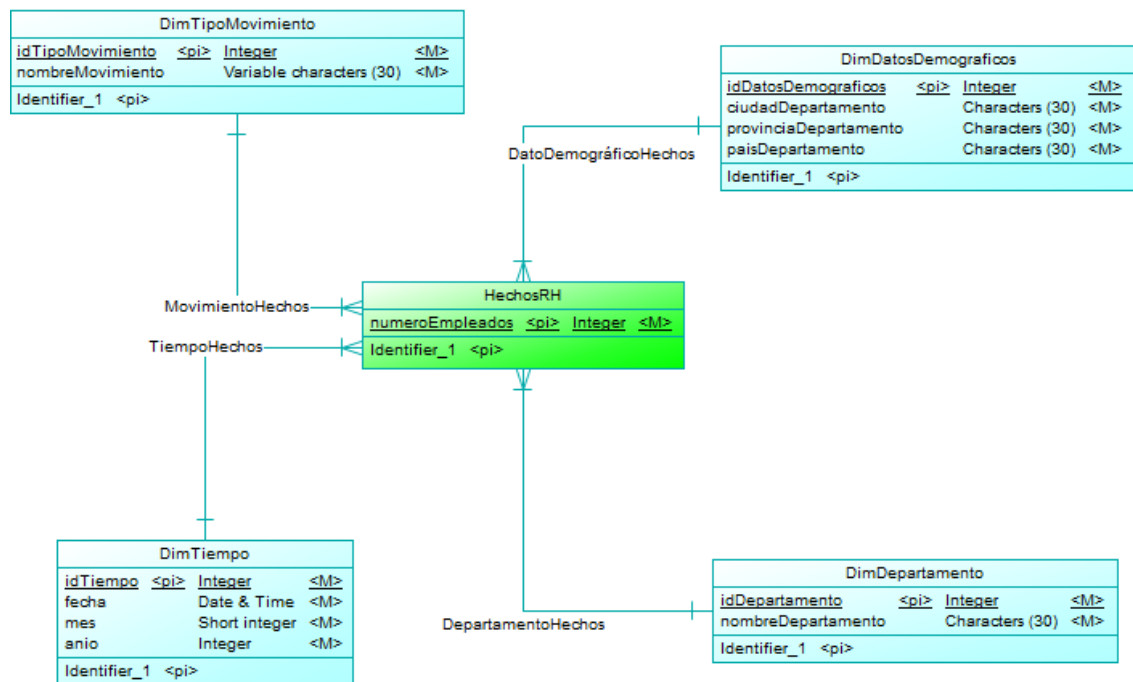 DimTipoMovimiento
idTipoMovimiento <pi> Integer <M>
nombreMovimiento Variable characters (30) <M>
Identifier_1 <pi>
DimDatosDemograficos
idDatosDemograficos <pi> Integer <M>
ciudadDepartamento Characters (30) <M>
provinciaDepartamento Characters (30) <M>
paisDepartamento Characters (30) <M>
Identifier_1 <pi>
DatoDemográficoHechos
MovimientoHechos
TiempoHechos
HechosRH
numeroEmpleados <pi> Integer <M>
Identifier_1 <pi>
DimTiempo
idTiempo <pi> Integer <M>
fecha Date & Time <M>
mes Short integer <M>
anio Integer <M>
Identifier_1 <pi>
DepartamentoHechos
DimDepartamento
idDepartamento <pi> Integer <M>
nombreDepartamento Characters (30) <M>
Identifier_1 <pi>